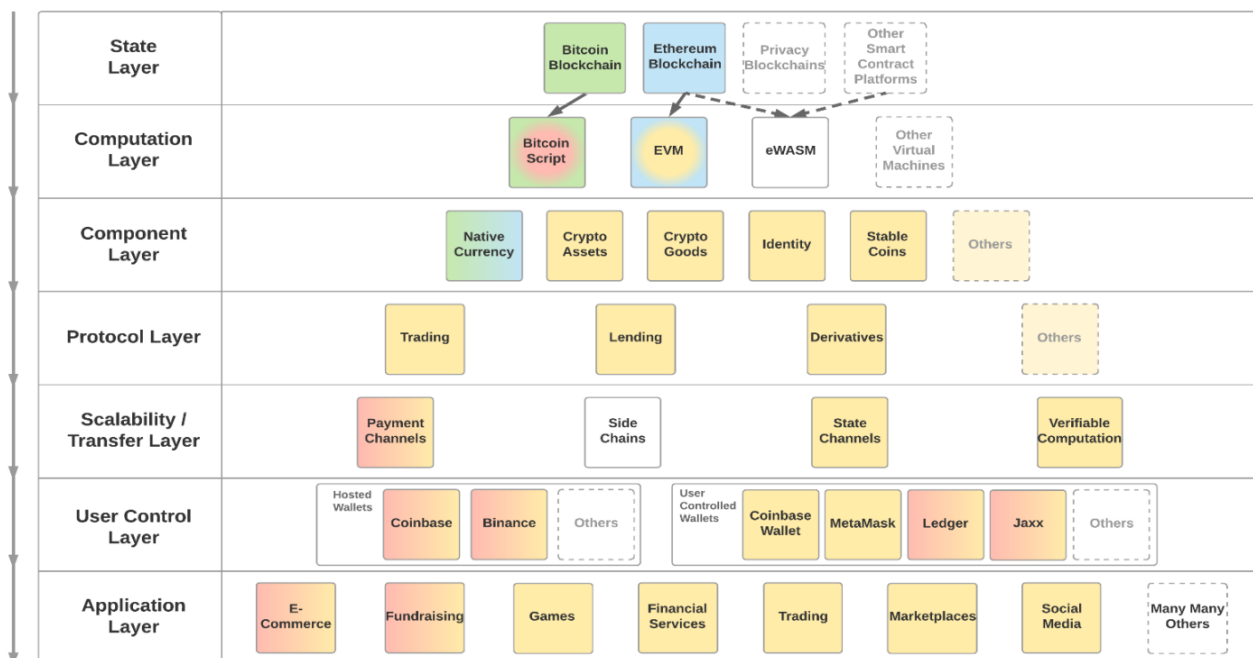 State
Layer
Bitcoin
Blockchain
Ethereum
Blockchain
Privacy
Blockchains
Other
Smart
Contract
Platforms
Computation
Layer
Bitcoin
Script
EVM
eWASM
Other
Virtual
Machines
Component
Layer
Native
Currency
Crypto
Assets
Crypto
Goods
Identity
Stable
Coins
Others
Protocol Layer
Trading
Lending
Derivatives
Others
Scalability /
Transfer Layer
Payment
Channels
Side
Chains
State
Channels
Verifiable
Computation
User Control
Layer
Hosted
Wallets
Coinbase
Binance
Others
User
Controlled
Wallets
Coinbase
Wallet
MetaMask
Ledger
Jaxx
Others
Application
Layer
E-
Commerce
Fundraising
Games
Financial
Services
Trading
Marketplaces
Social
Media
Many Many
Others